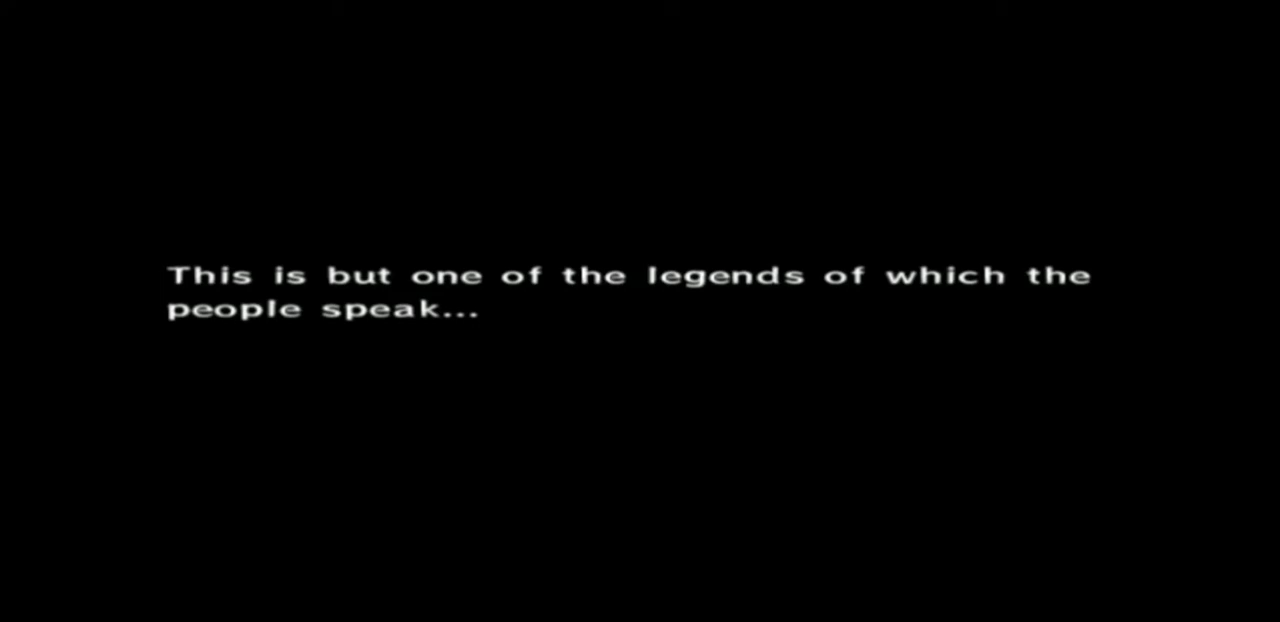 This is but one of the legends of which the
people speak...